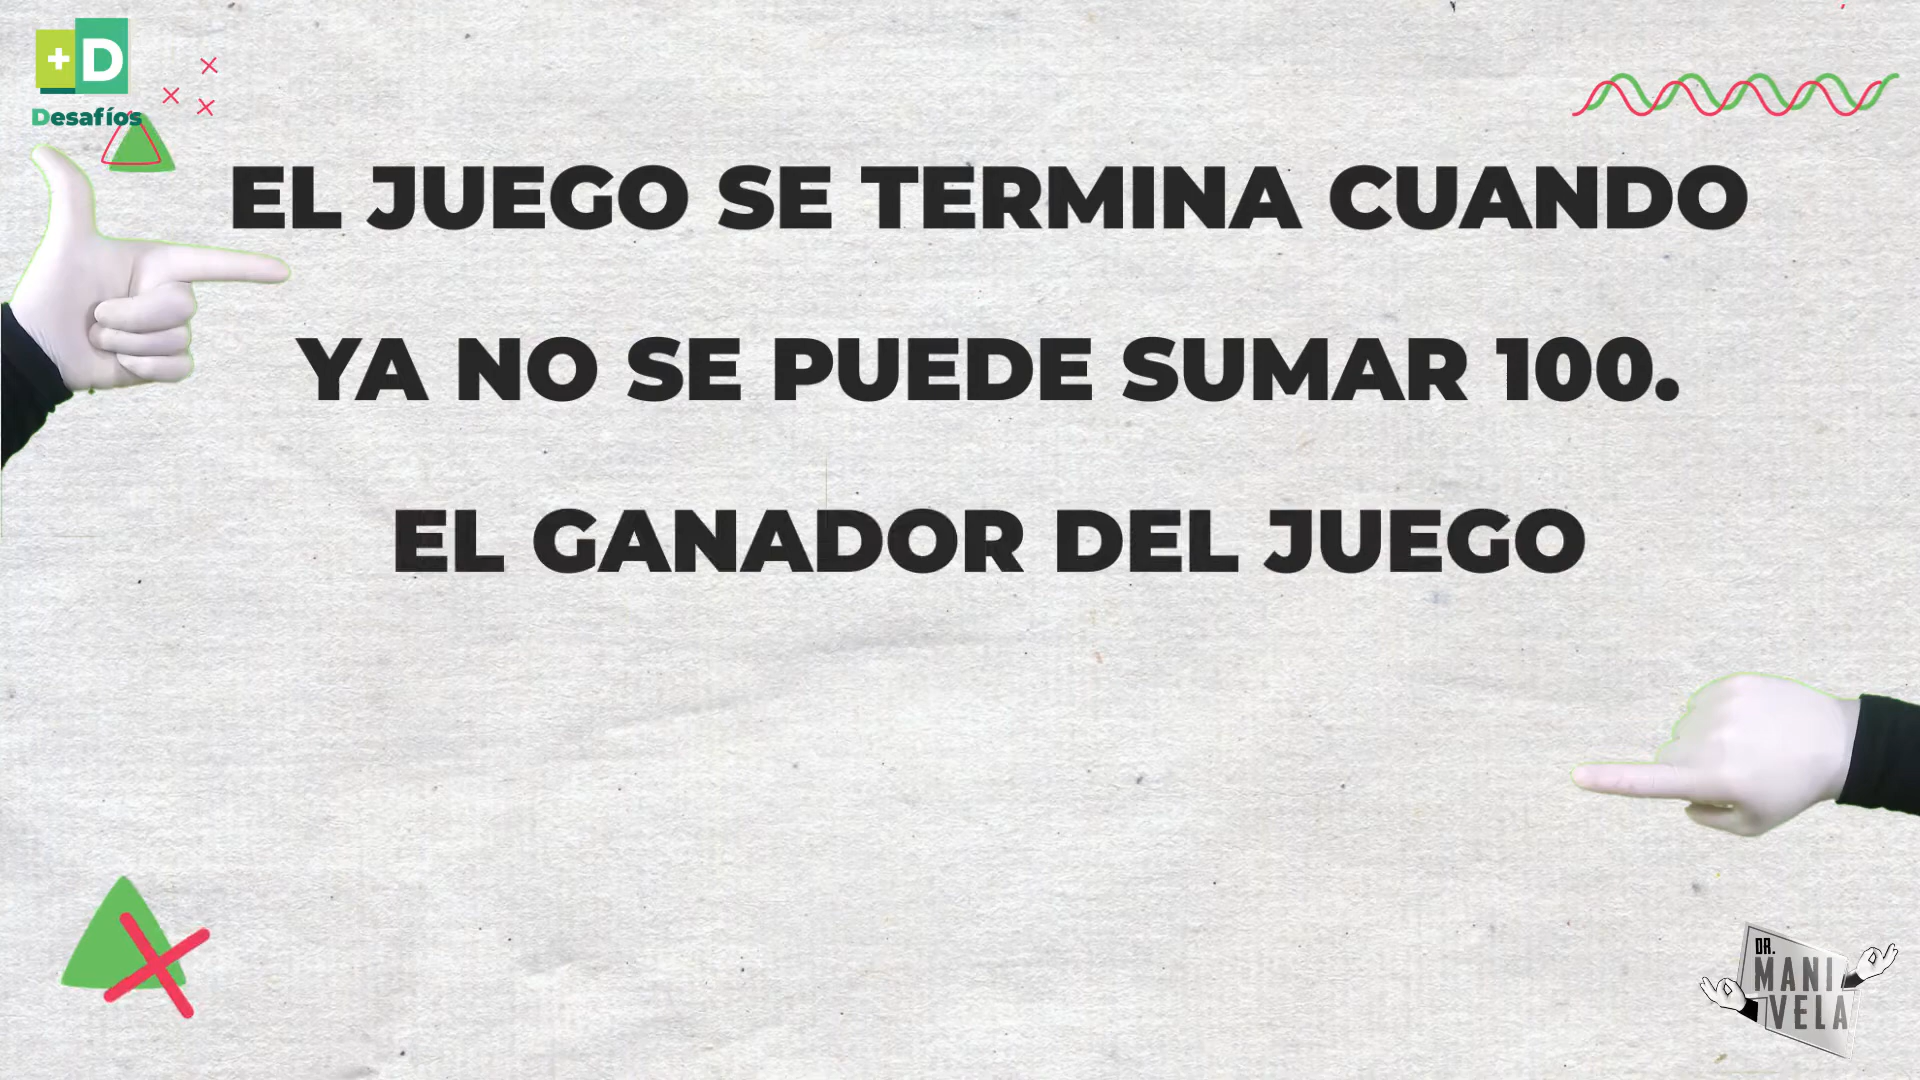 +D
Desafíos
EL JUEGO SE TERMINA CUANDO
YA NO SE PUEDE SUMAR 100.
EL GANADOR DEL JUEGO
DR.
MANI
VELA